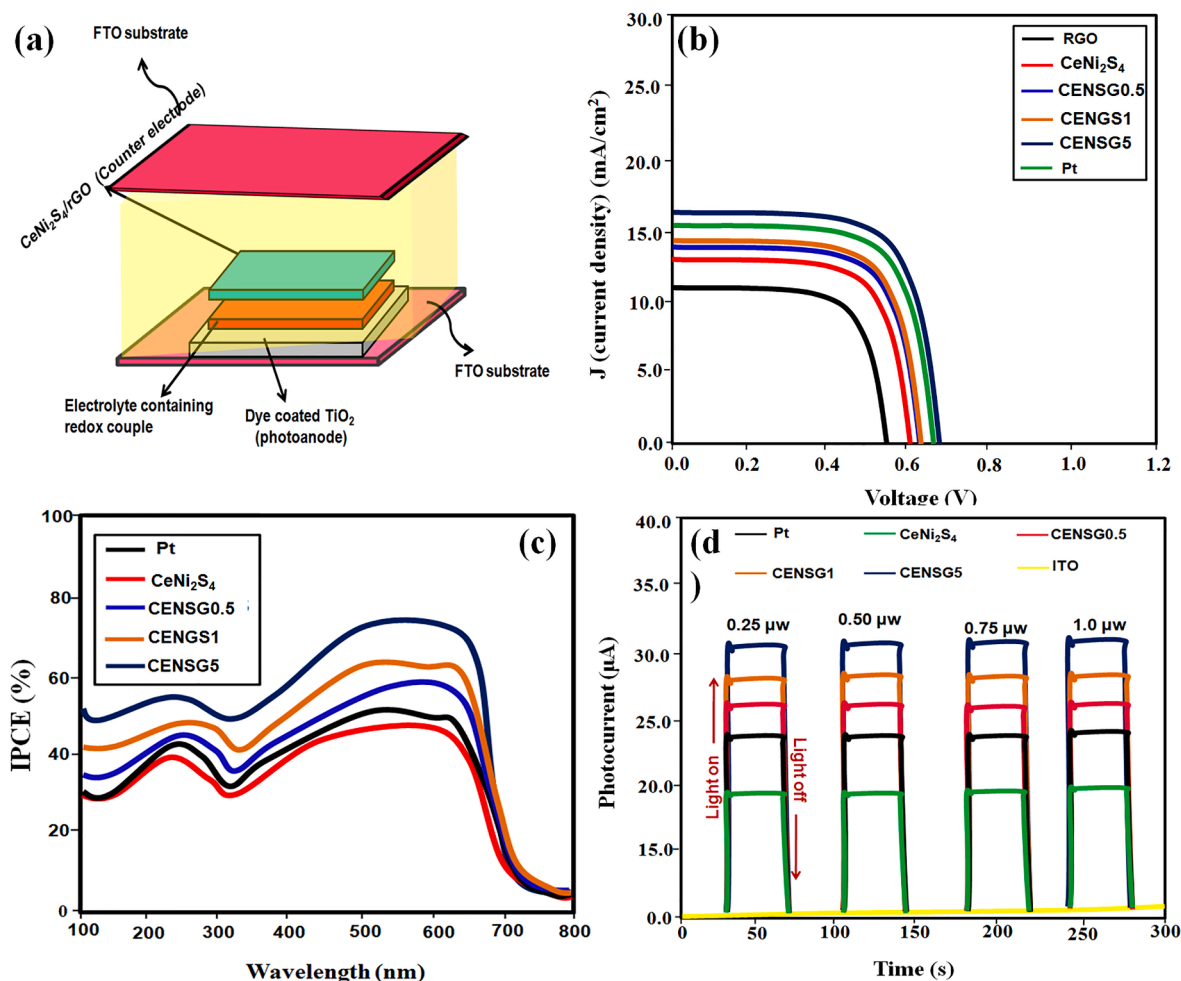 (a)
FTO substrate
CeNi₂S₄/rGO (Counter electrode)
FTO substrate
Electrolyte containing
redox couple
Dye coated TiO₂
(photoanode)
(b)
J (current density) (mA/cm²)
30.0
25.0
20.0
15.0
10.0
5.0
0.0
RGO
CeNi₂S₄
CENSG0.5
CENGS1
CENSG5
Pt
0.0 0.2 0.4 0.6 0.8 1.0 1.2
Voltage (V)
(c)
IPCE (%)
100
80
60
40
20
0
Pt
CeNi₂S₄
CENSG0.5
CENGS1
CENSG5
100 200 300 400 500 600 700 800
Wavelength (nm)
(d
)
Photocurrent (μA)
40.0
35.0
30.0
25.0
20.0
15.0
0.0
Pt CeNi₂S₄ CENSG0.5
CENSG1 CENSG5 ITO
0.25 μw 0.50 μw 0.75 μw 1.0 μw
Light on
Light off
0 50 100 150 200 250 300
Time (s)